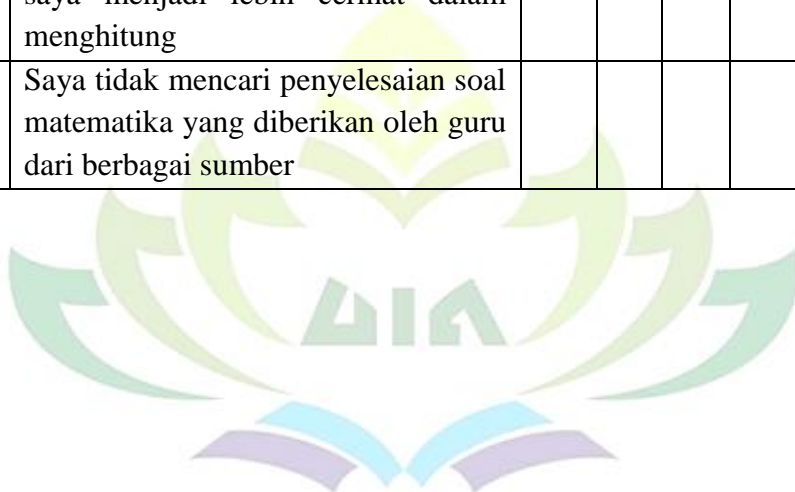 saya menjadi lebih cermat dalam
menghitung
Saya tidak mencari penyelesaian soal
matematika yang diberikan oleh guru
dari berbagai sumber
UIN